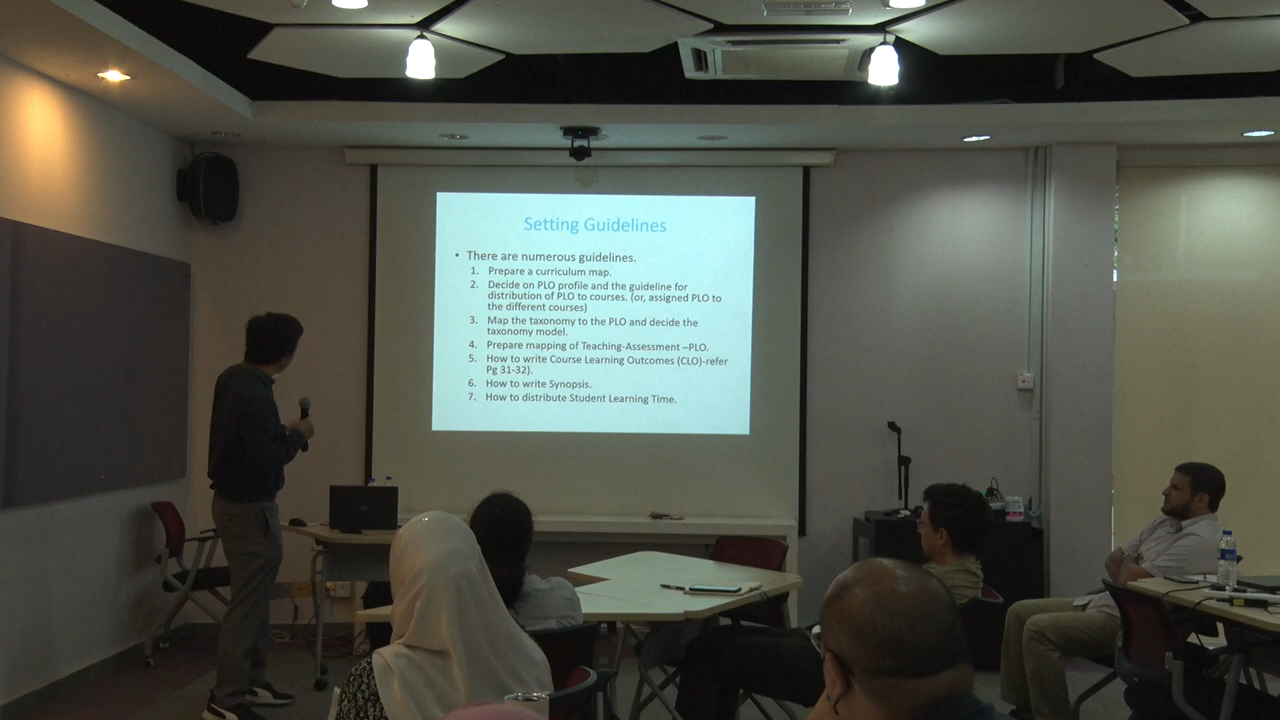 Setting Guidelines
• There are numerous guidelines.
1. Prepare a curriculum map.
2. Decide on PLO profile and the guideline for
distribution of PLO to courses. (or, assigned PLO to
the different courses)
3. Map the taxonomy to the PLO and decide the
taxonomy model.
4. Prepare mapping of Teaching-Assessment –PLO.
5. How to write Course Learning Outcomes (CLO)-refer
Pg 31-32).
6. How to write Synopsis.
7. How to distribute Student Learning Time.